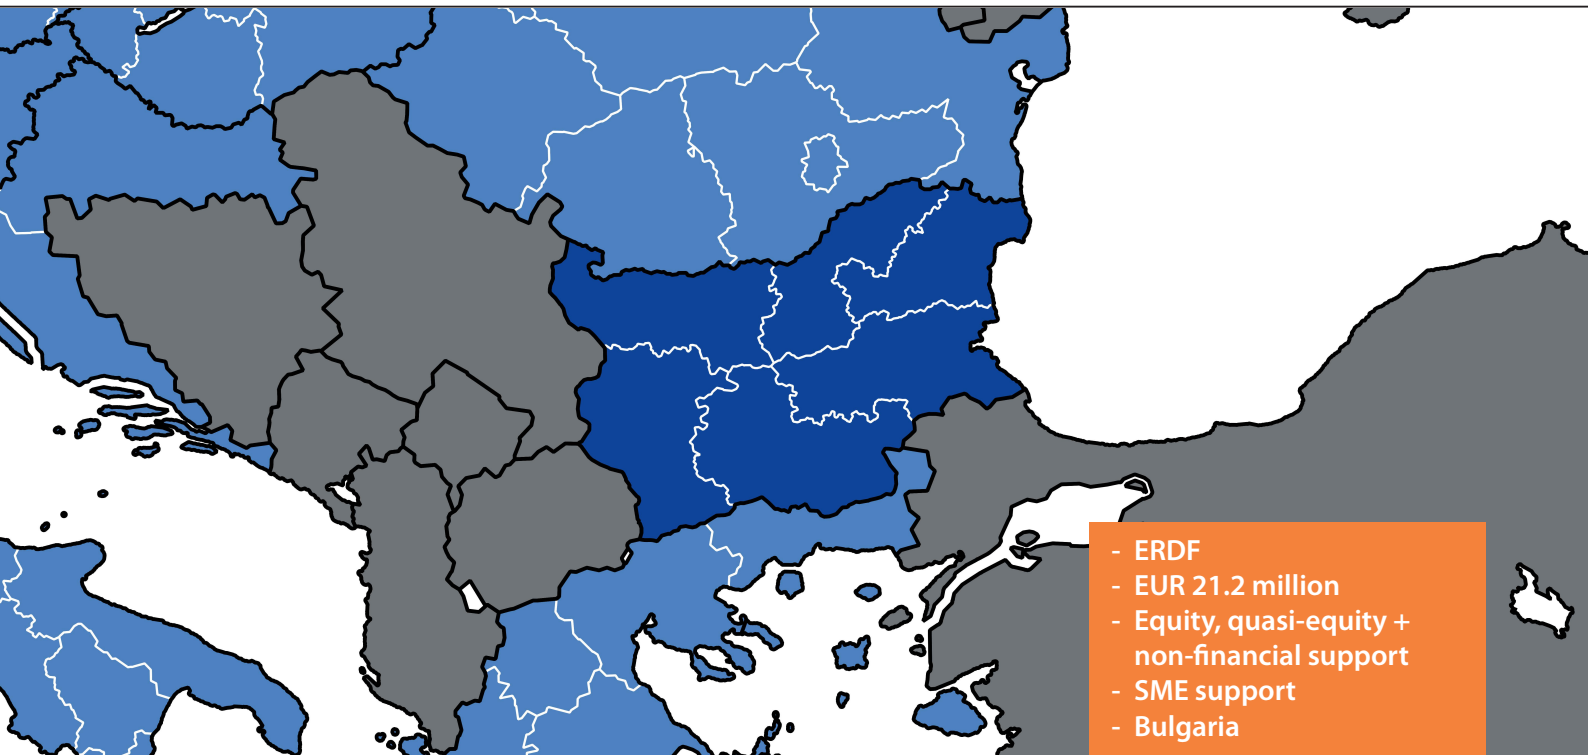 - ERDF
- EUR 21.2 million
- Equity, quasi-equity +
non-financial support
- SME support
- Bulgaria